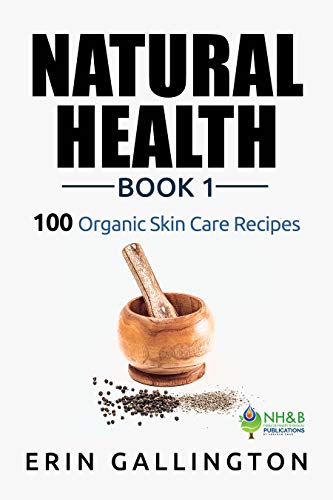 NATURAL
HEALTH
BOOK 1
100 Organic Skin Care Recipes
NH&B
PUBLICATIONS
ERIN GALLINGTON